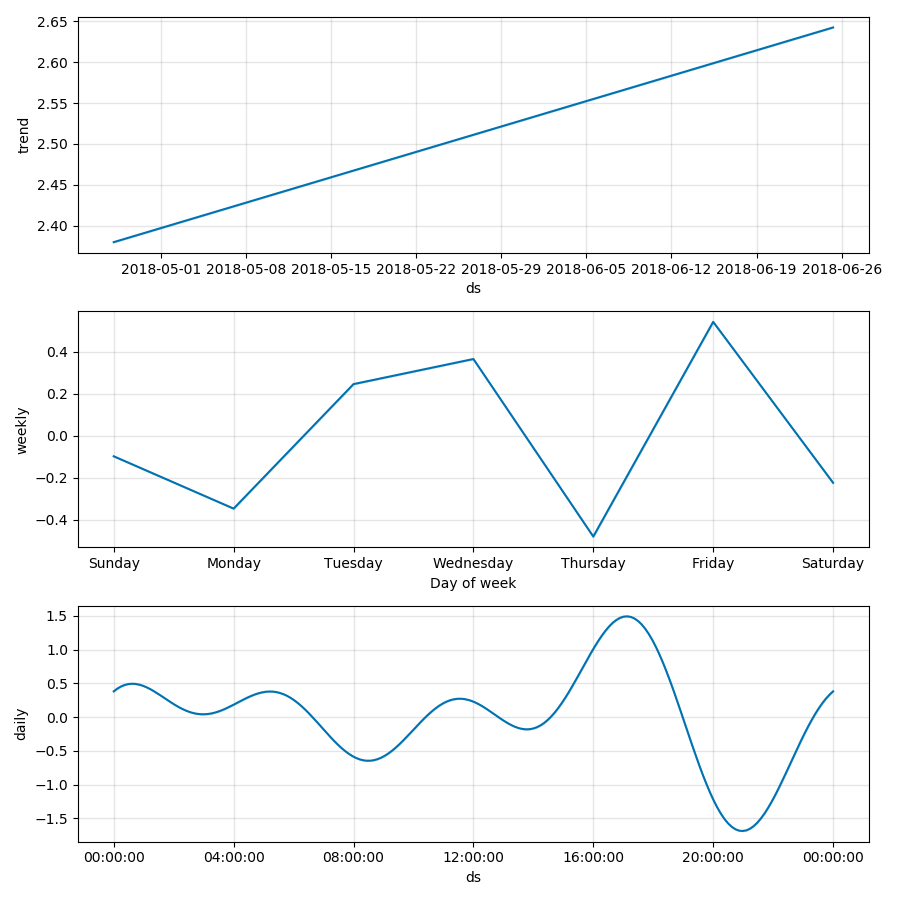 2.65
2.60
2.55
2.50
2.45
2.40
trend
2018-05-01 2018-05-08 2018-05-15 2018-05-22 2018-05-29 2018-06-05 2018-06-12 2018-06-19 2018-06-26
ds
0.4
0.2
0.0
−0.2
−0.4
weekly
Sunday Monday Tuesday Wednesday Thursday Friday Saturday
Day of week
1.5
1.0
0.5
0.0
−0.5
−1.0
−1.5
daily
00:00:00 04:00:00 08:00:00 12:00:00 16:00:00 20:00:00 00:00:00
ds